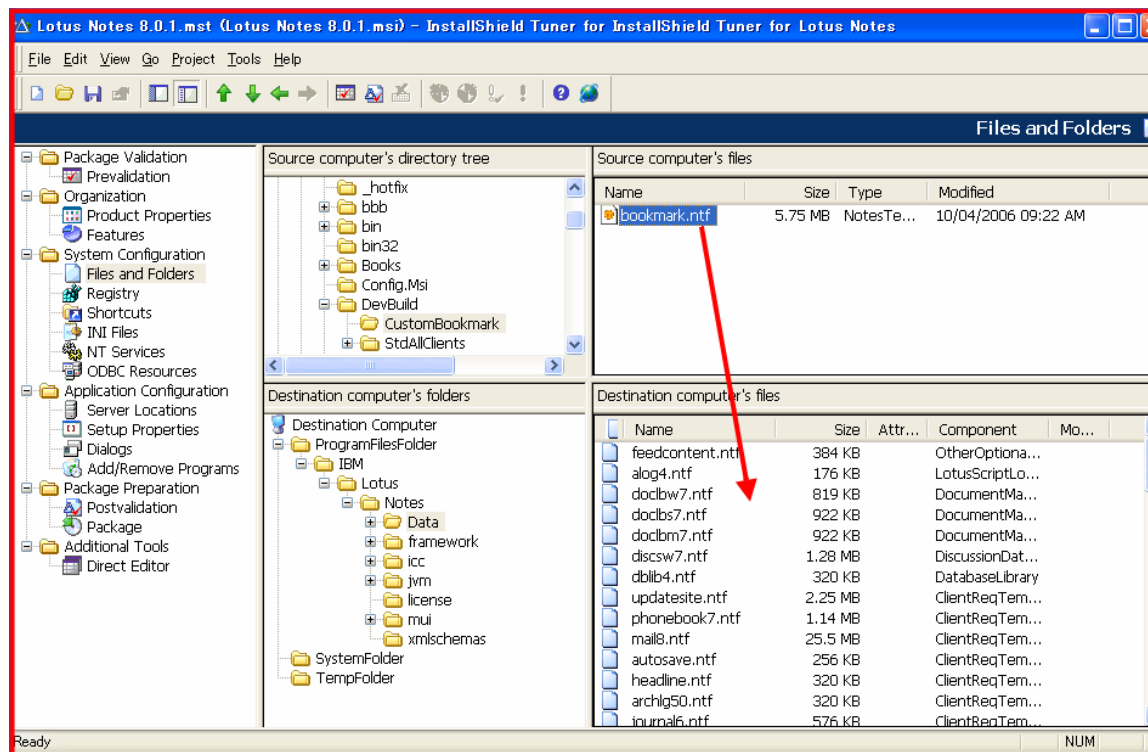 Lotus Notes 8.0.1.mst (Lotus Notes 8.0.1.msi) - InstallShield Tuner for InstallShield Tuner for Lotus Notes
File Edit View Go Project Tools Help
Files and Folders
Package Validation
Prevalidation
Organization
Product Properties
Features
System Configuration
Files and Folders
Registry
Shortcuts
INI Files
NT Services
ODBC Resources
Application Configuration
Server Locations
Setup Properties
Dialogs
Add/Remove Programs
Package Preparation
Postvalidation
Package
Additional Tools
Direct Editor
Source computer's directory tree
_hotfix
bbb
bin
bin32
Books
Config.Msi
DevBuild
CustomBookmark
StdAllClients
Source computer's files
Name Size Type Modified
bookmark.ntf 5.75 MB NotesTe... 10/04/2006 09:22 AM
Destination computer's folders
Destination Computer
ProgramFilesFolder
IBM
Lotus
Notes
Data
framework
icc
jvm
license
mui
xmlschemas
SystemFolder
TempFolder
Destination computer's files
Name Size Attr... Component Mo...
feedcontent.ntf 384 KB OtherOptiona...
alog4.ntf 176 KB LotusScriptLo...
doclbw7.ntf 819 KB DocumentMa...
doclbs7.ntf 922 KB DocumentMa...
doclbm7.ntf 922 KB DocumentMa...
discsw7.ntf 1.28 MB DiscussionDat...
dblib4.ntf 320 KB DatabaseLibrary
updatesite.ntf 2.25 MB ClientReqTem...
phonebook7.ntf 1.14 MB ClientReqTem...
mail8.ntf 25.5 MB ClientReqTem...
autosave.ntf 256 KB ClientReqTem...
headline.ntf 320 KB ClientReqTem...
archlg50.ntf 320 KB ClientReqTem...
journal6.ntf 576 KB ClientReqTem...
Ready NUM